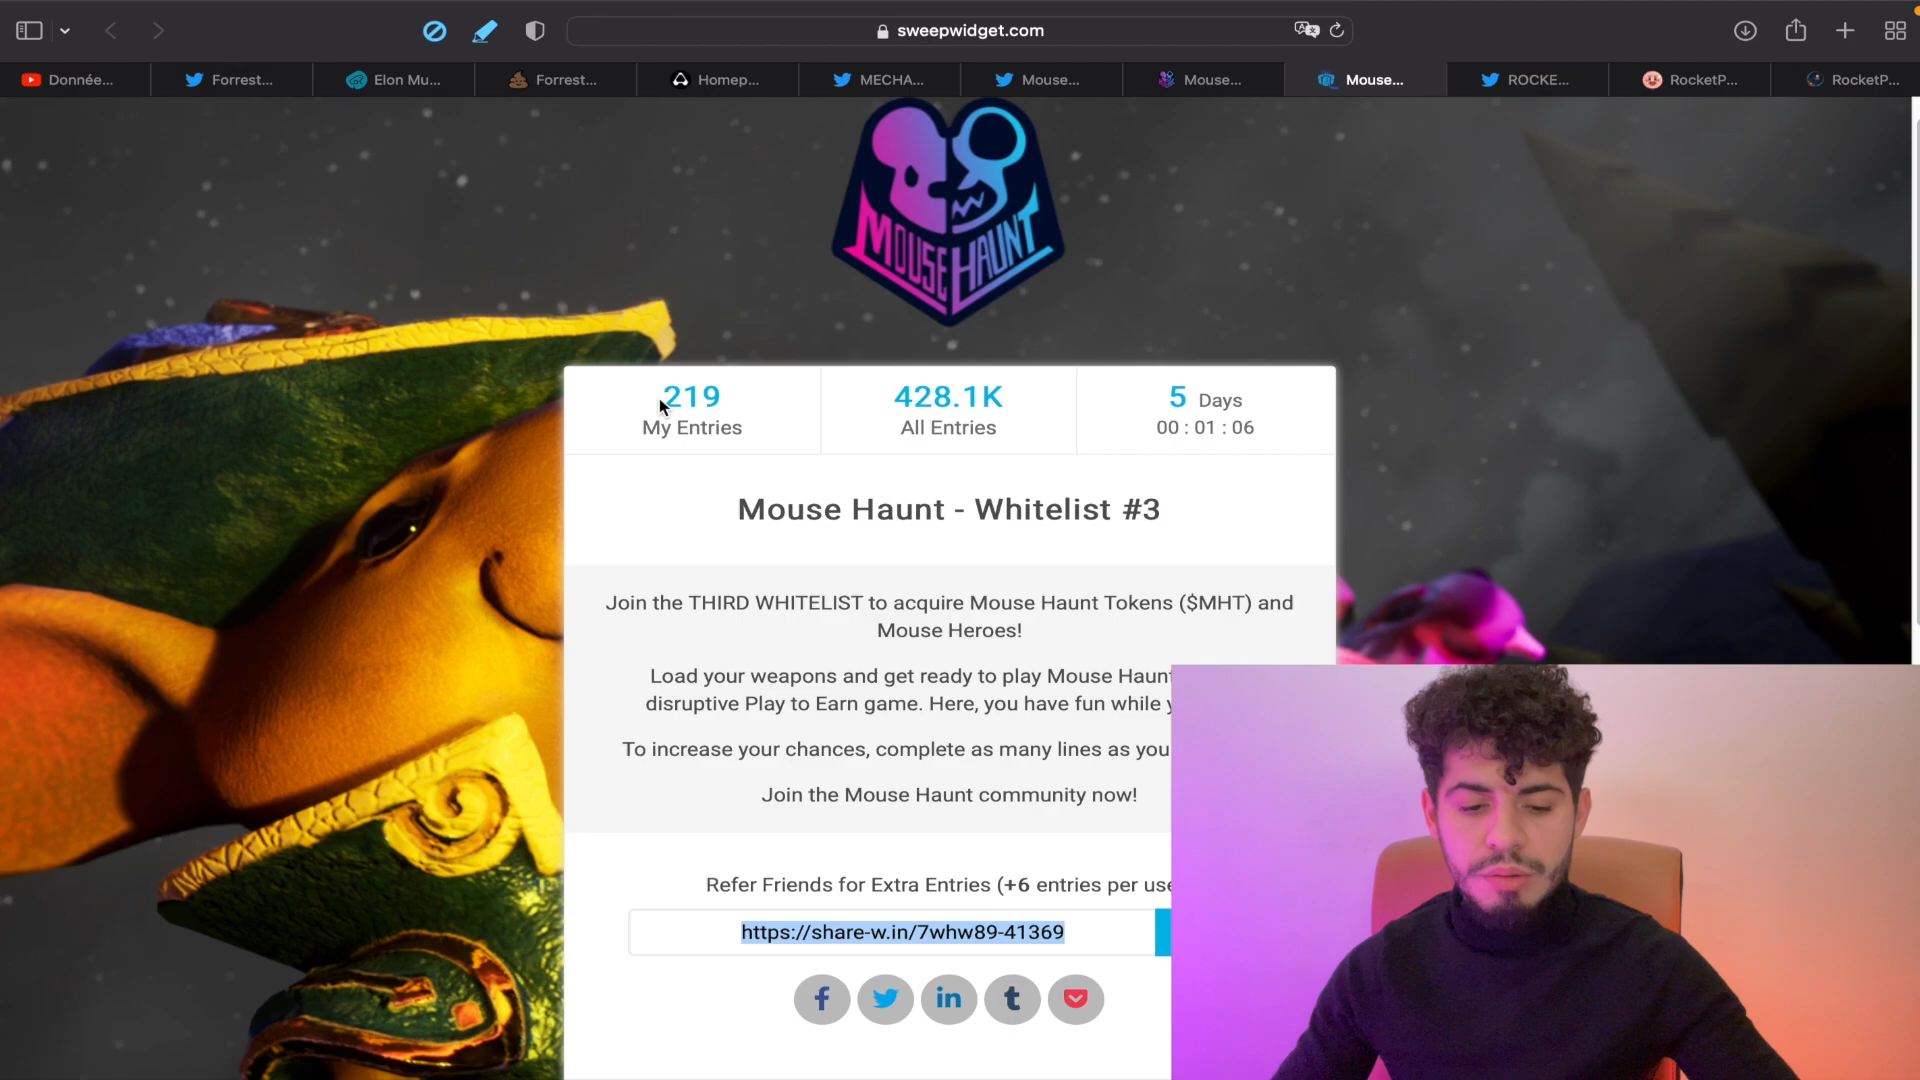 sweepwidget.com
Donnée...
Forrest...
Elon Mu...
Forrest...
Homep...
MECHA...
Mouse...
Mouse...
Mouse...
ROCKE...
RocketP...
RocketP...
MOUSE HAUNT
219
My Entries
428.1K
All Entries
5 Days
00 : 01 : 06
Mouse Haunt - Whitelist #3
Join the THIRD WHITELIST to acquire Mouse Haunt Tokens ($MHT) and
Mouse Heroes!
Load your weapons and get ready to play Mouse Haunt
disruptive Play to Earn game. Here, you have fun while
To increase your chances, complete as many lines as you
Join the Mouse Haunt community now!
Refer Friends for Extra Entries (+6 entries per use
https://share-w.in/7whw89-41369